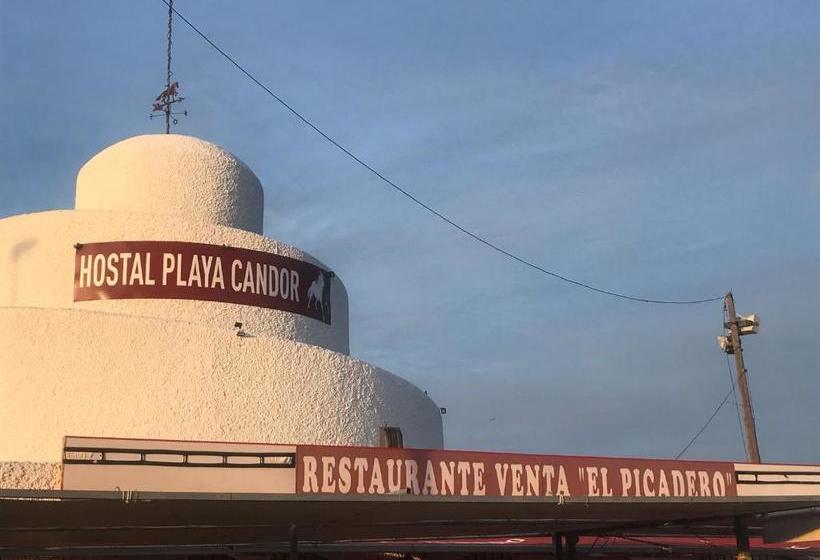 HOSTAL PLAYA CANDOR
RESTAURANTE VENTA "EL PICADERO"